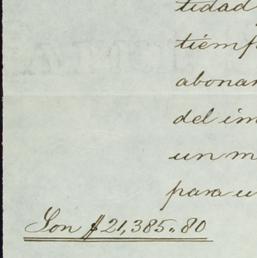 tidad
tiemp
abonar
del im
un m
para u
Son $21,385.80